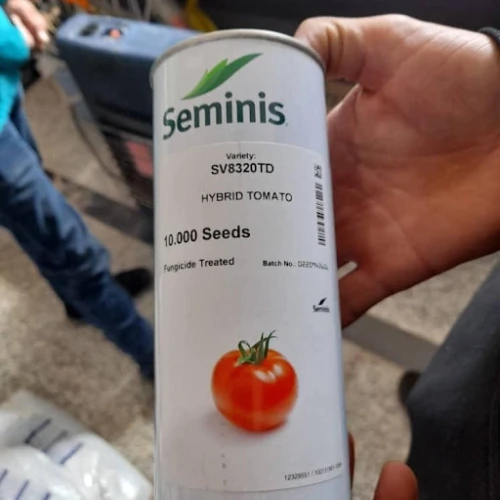 Seminis
Variety:
SV8320TD
HYBRID TOMATO
10.000 Seeds
Fungicide Treated
Batch No.:
Seminis